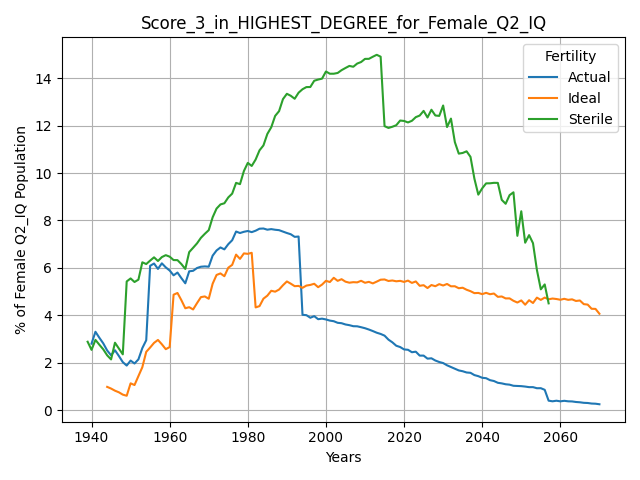 Score_3_in_HIGHEST_DEGREE_for_Female_Q2_IQ
Fertility
Actual
Ideal
Sterile
% of Female Q2_IQ Population
14
12
10
8
6
4
2
0
1940
1960
1980
2000
2020
2040
2060
Years